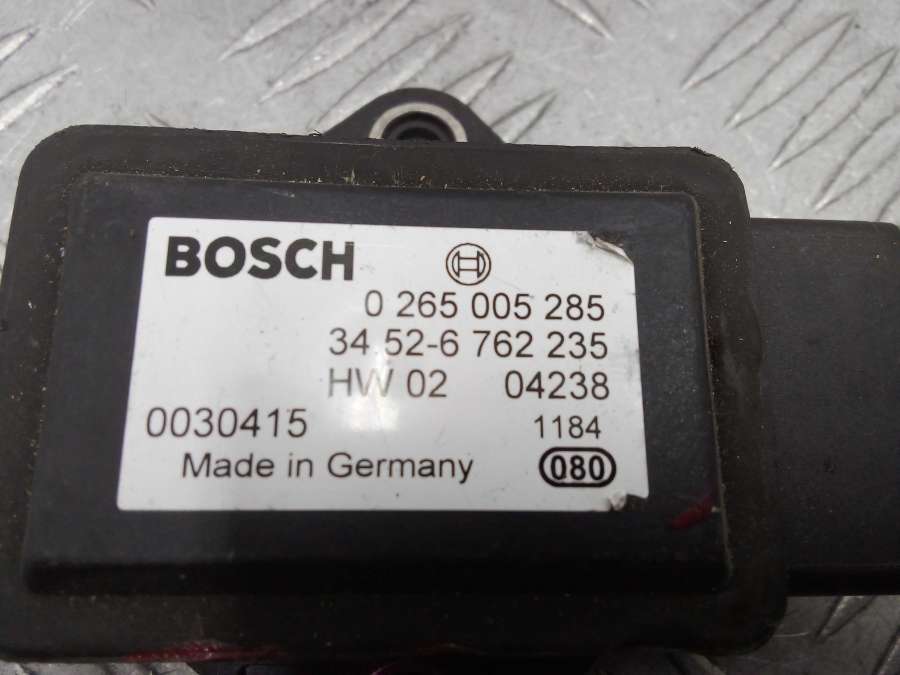 BOSCH
0 265 005 285
34.52-6 762 235
HW 02 04238
0030415 1184
Made in Germany 080